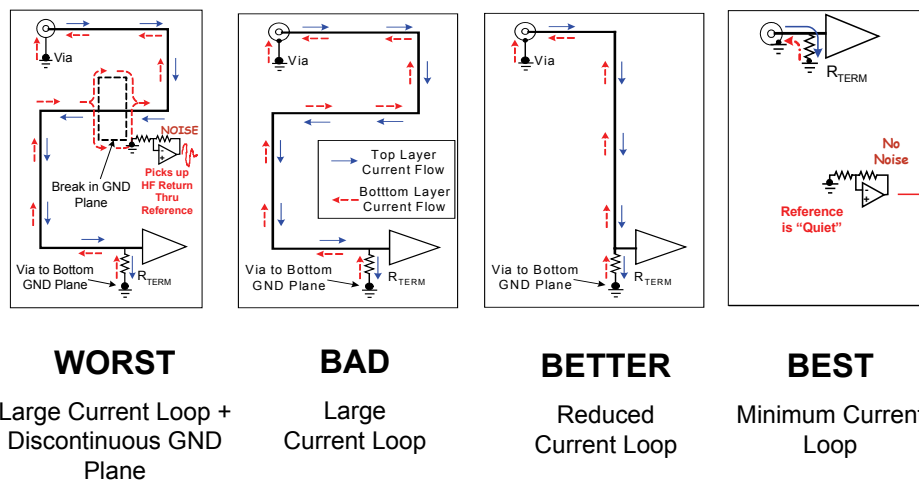 Via
NOISE
Picks up
HF Return
Thru
Reference
Break in GND
Plane
Via to Bottom
GND Plane
RTERM
WORST
Large Current Loop +
Discontinuous GND
Plane
Via
Top Layer
Current Flow
Botttom Layer
Current Flow
Via to Bottom
GND Plane
RTERM
BAD
Large
Current Loop
Via
Via to Bottom
GND Plane
RTERM
BETTER
Reduced
Current Loop
RTERM
No
Noise
Reference
is "Quiet"
BEST
Minimum Current
Loop